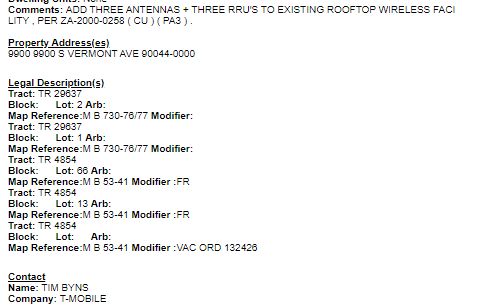 Dwelling Units: None
Comments: ADD THREE ANTENNAS + THREE RRU'S TO EXISTING ROOFTOP WIRELESS FACI
LITY , PER ZA-2000-0258 ( CU ) ( PA3 ) .
Property Address(es)
9900 9900 S VERMONT AVE 90044-0000
Legal Description(s)
Tract: TR 29637
Block: Lot: 2 Arb:
Map Reference:M B 730-76/77 Modifier:
Tract: TR 29637
Block: Lot: 1 Arb:
Map Reference:M B 730-76/77 Modifier:
Tract: TR 4854
Block: Lot: 66 Arb:
Map Reference:M B 53-41 Modifier :FR
Tract: TR 4854
Block: Lot: 13 Arb:
Map Reference:M B 53-41 Modifier :FR
Tract: TR 4854
Block: Lot: Arb:
Map Reference:M B 53-41 Modifier :VAC ORD 132426
Contact
Name: TIM BYNS
Company: T-MOBILE